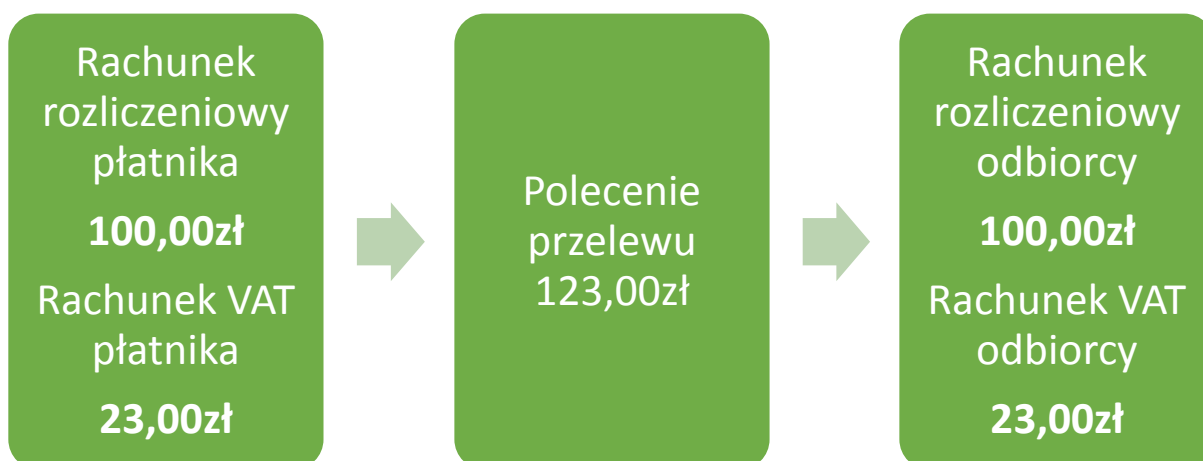 Rachunek
rozliczeniowy
płatnika
100,00zł
Rachunek VAT
płatnika
23,00zł
Polecenie
przelewu
123,00zł
Rachunek
rozliczeniowy
odbiorcy
100,00zł
Rachunek VAT
odbiorcy
23,00zł